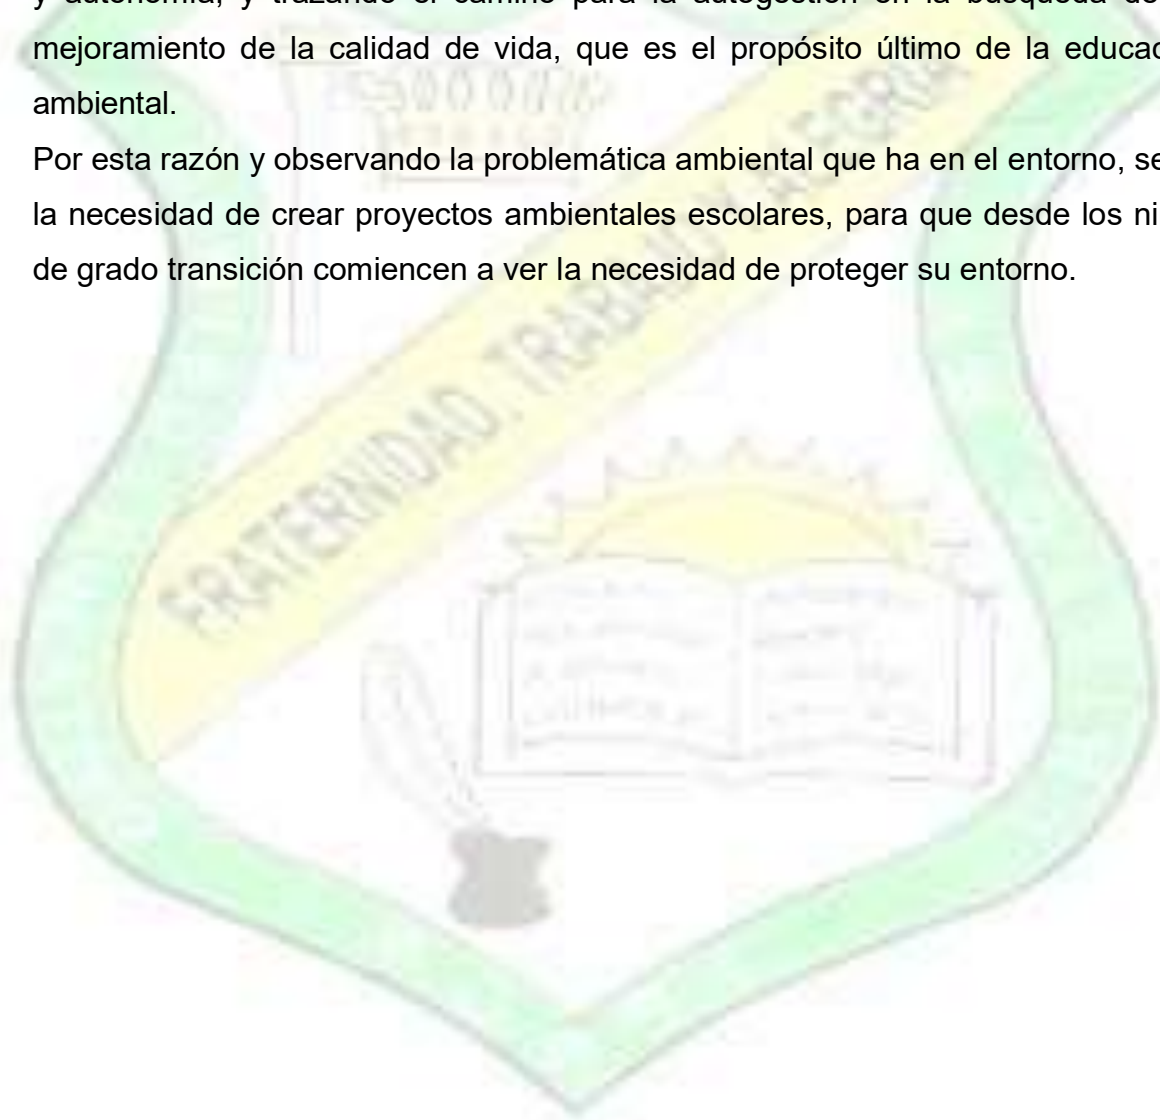 y autonomía, y trazando el camino para la autogestión en la búsqueda de
mejoramiento de la calidad de vida, que es el propósito último de la educac
ambiental.
Por esta razón y observando la problemática ambiental que ha en el entorno, se
la necesidad de crear proyectos ambientales escolares, para que desde los ni
de grado transición comiencen a ver la necesidad de proteger su entorno.
FRATERNIDAD, TRABAJO Y ALEGRIA